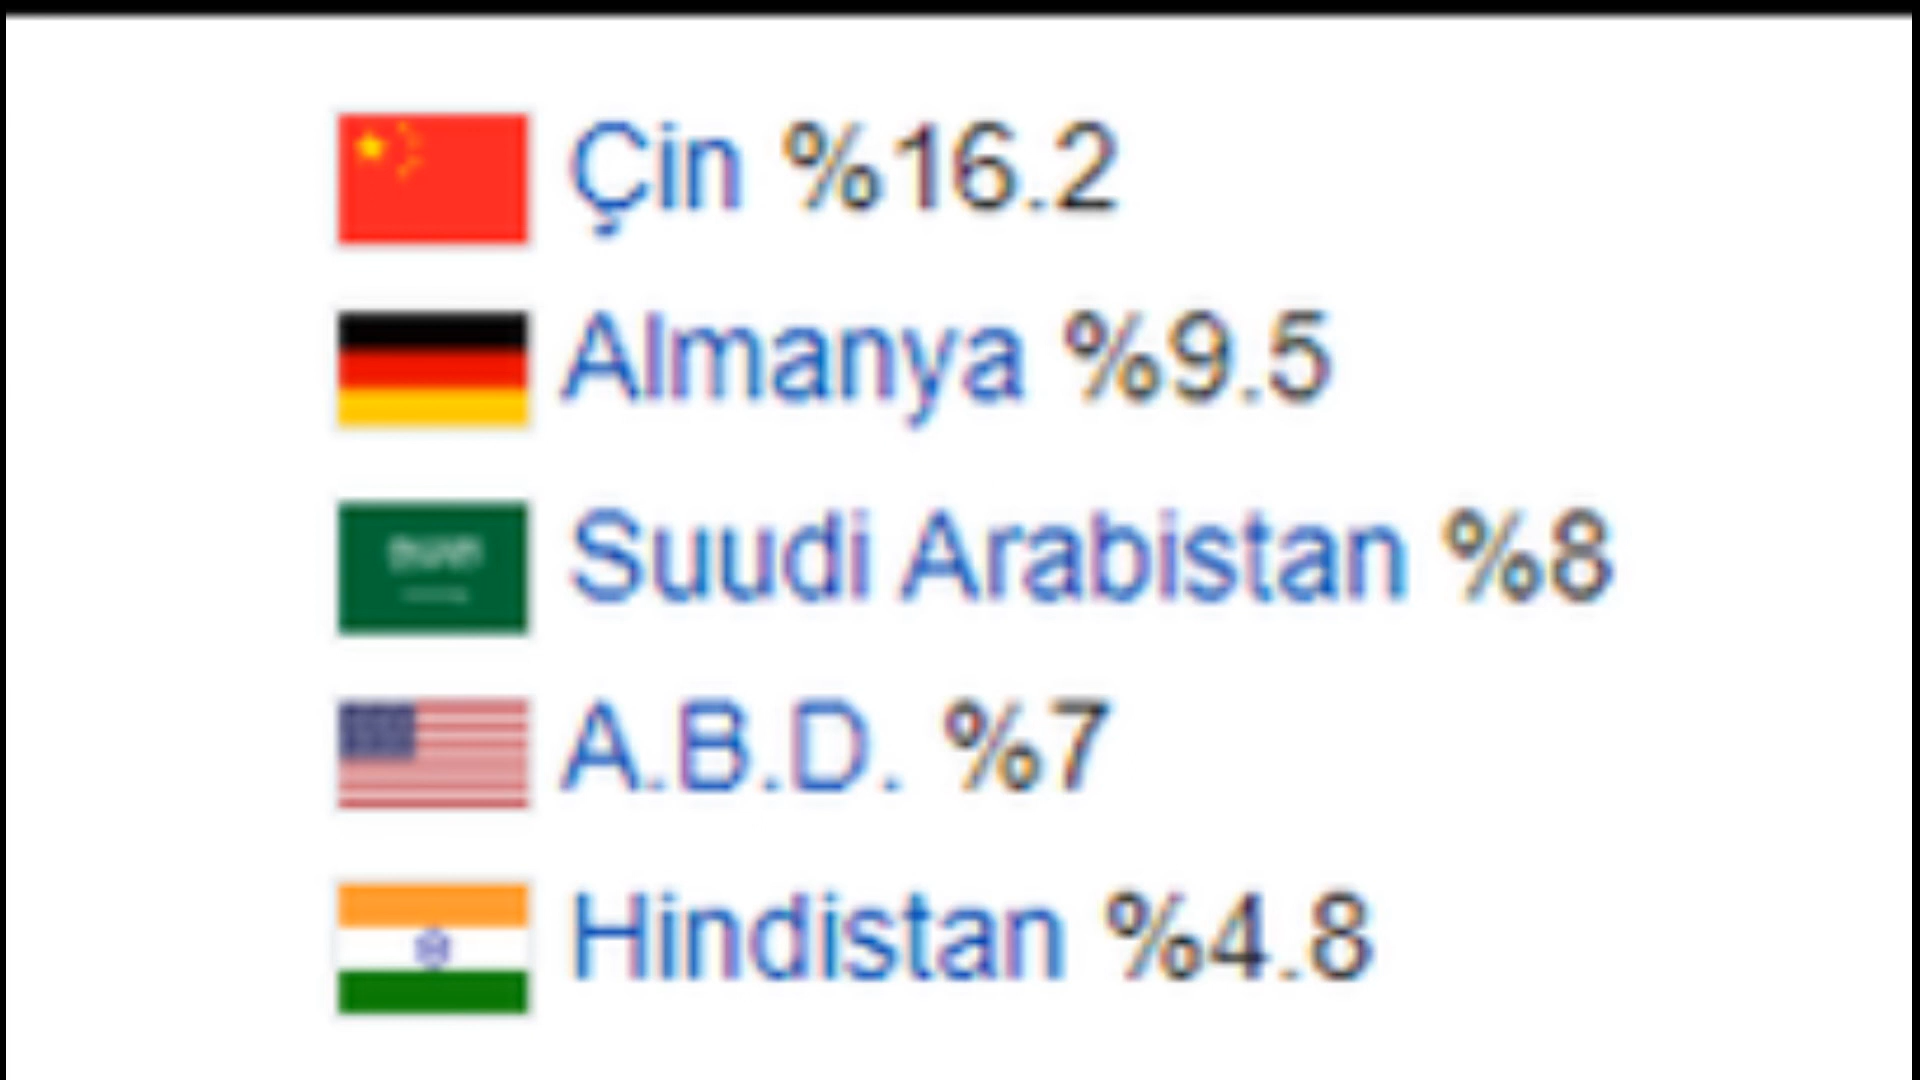 Çin %16.2
Almanya %9.5
Suudi Arabistan %8
A.B.D. %7
Hindistan %4.8